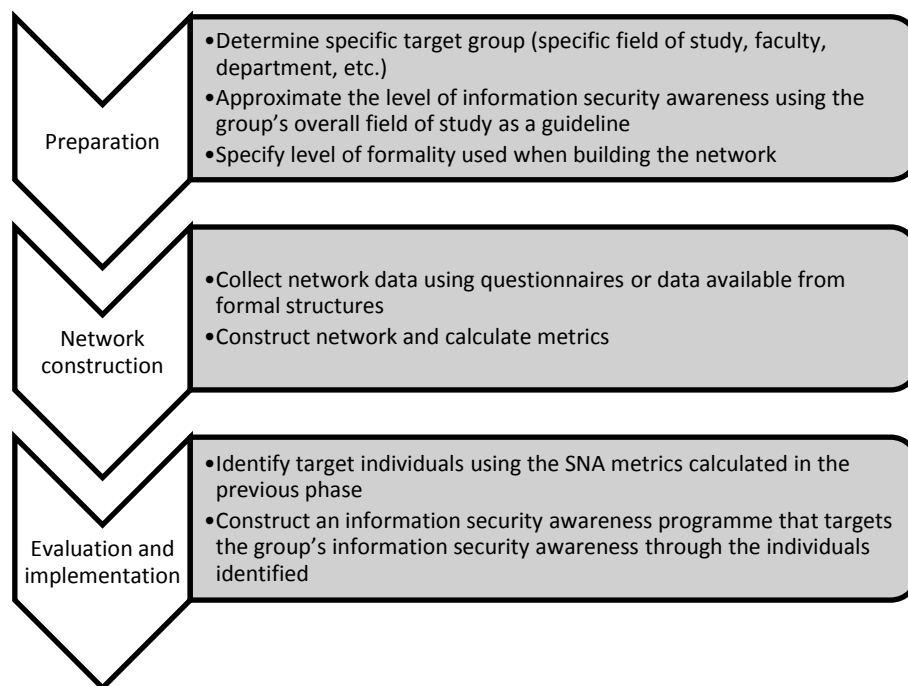 Preparation
•Determine specific target group (specific field of study, faculty,
department, etc.)
•Approximate the level of information security awareness using the
group's overall field of study as a guideline
•Specify level of formality used when building the network
Network
construction
•Collect network data using questionnaires or data available from
formal structures
•Construct network and calculate metrics
Evaluation and
implementation
•Identify target individuals using the SNA metrics calculated in the
previous phase
•Construct an information security awareness programme that targets
the group's information security awareness through the individuals
identified